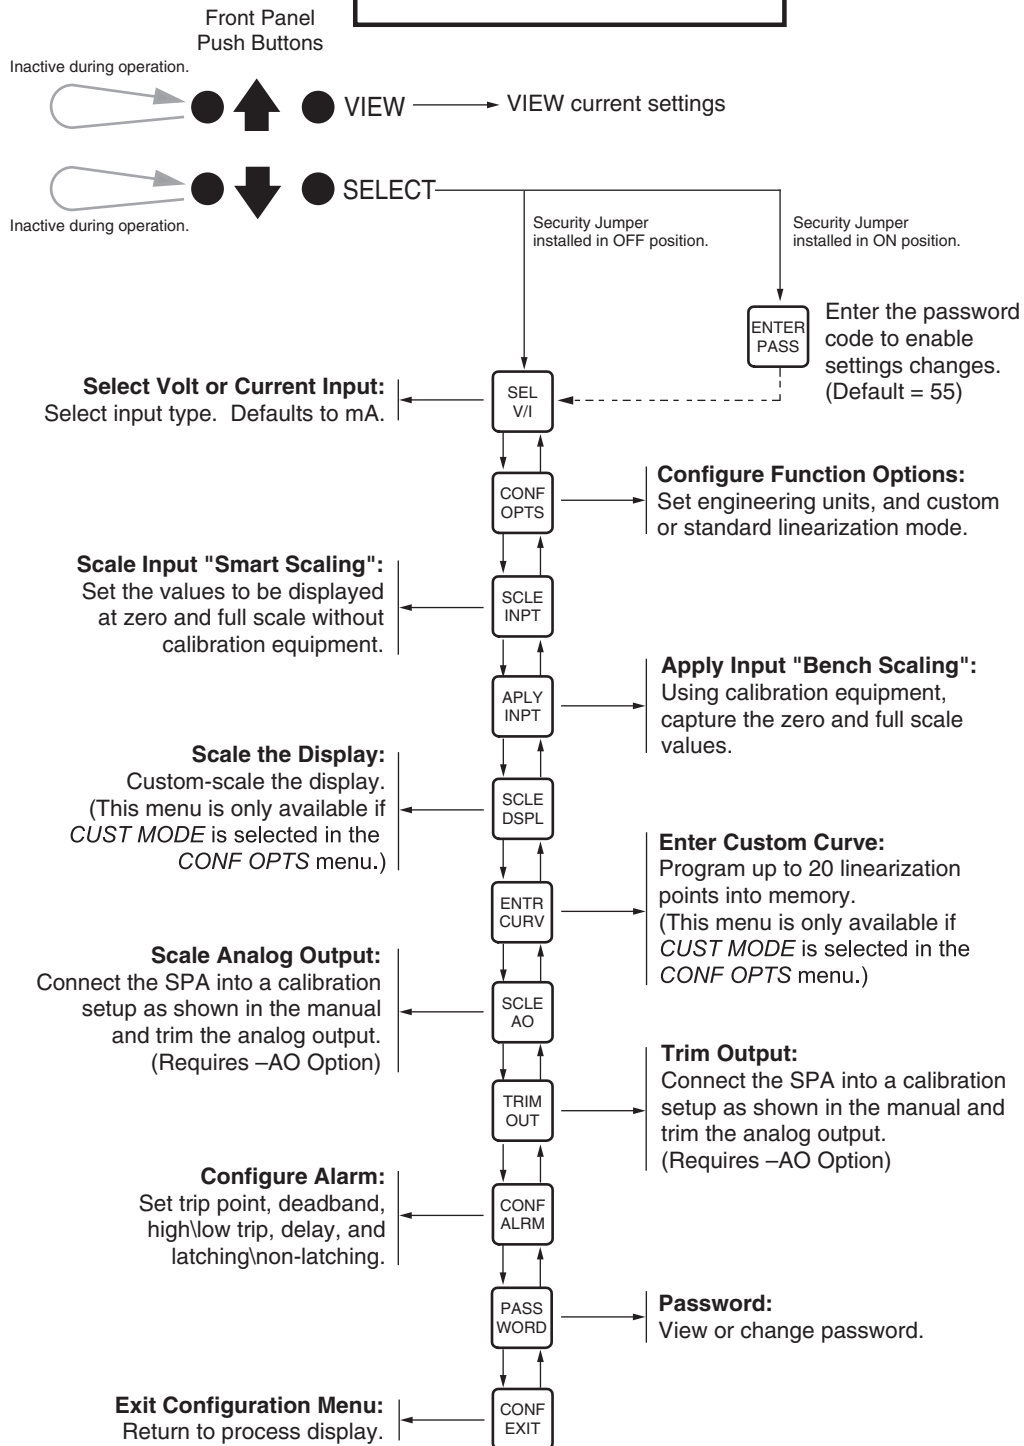 Front Panel
Push Buttons
Inactive during operation.
VIEW
VIEW current settings
SELECT
Inactive during operation.
Security Jumper
installed in OFF position.
Security Jumper
installed in ON position.
ENTER
PASS
Enter the password
code to enable
settings changes.
(Default = 55)
Select Volt or Current Input:
Select input type.  Defaults to mA.
SEL
V/I
CONF
OPTS
Configure Function Options:
Set engineering units, and custom
or standard linearization mode.
Scale Input "Smart Scaling":
Set the values to be displayed
at zero and full scale without
calibration equipment.
SCLE
INPT
APLY
INPT
Apply Input "Bench Scaling":
Using calibration equipment,
capture the zero and full scale
values.
Scale the Display:
Custom-scale the display.
(This menu is only available if
CUST MODE is selected in the
CONF OPTS menu.)
SCLE
DSPL
ENTR
CURV
Enter Custom Curve:
Program up to 20 linearization
points into memory.
(This menu is only available if
CUST MODE is selected in the
CONF OPTS menu.)
Scale Analog Output:
Connect the SPA into a calibration
setup as shown in the manual
and trim the analog output.
(Requires –AO Option)
SCLE
AO
TRIM
OUT
Trim Output:
Connect the SPA into a calibration
setup as shown in the manual and
trim the analog output.
(Requires –AO Option)
Configure Alarm:
Set trip point, deadband,
high\low trip, delay, and
latching\non-latching.
CONF
ALRM
PASS
WORD
Password:
View or change password.
Exit Configuration Menu:
Return to process display.
CONF
EXIT